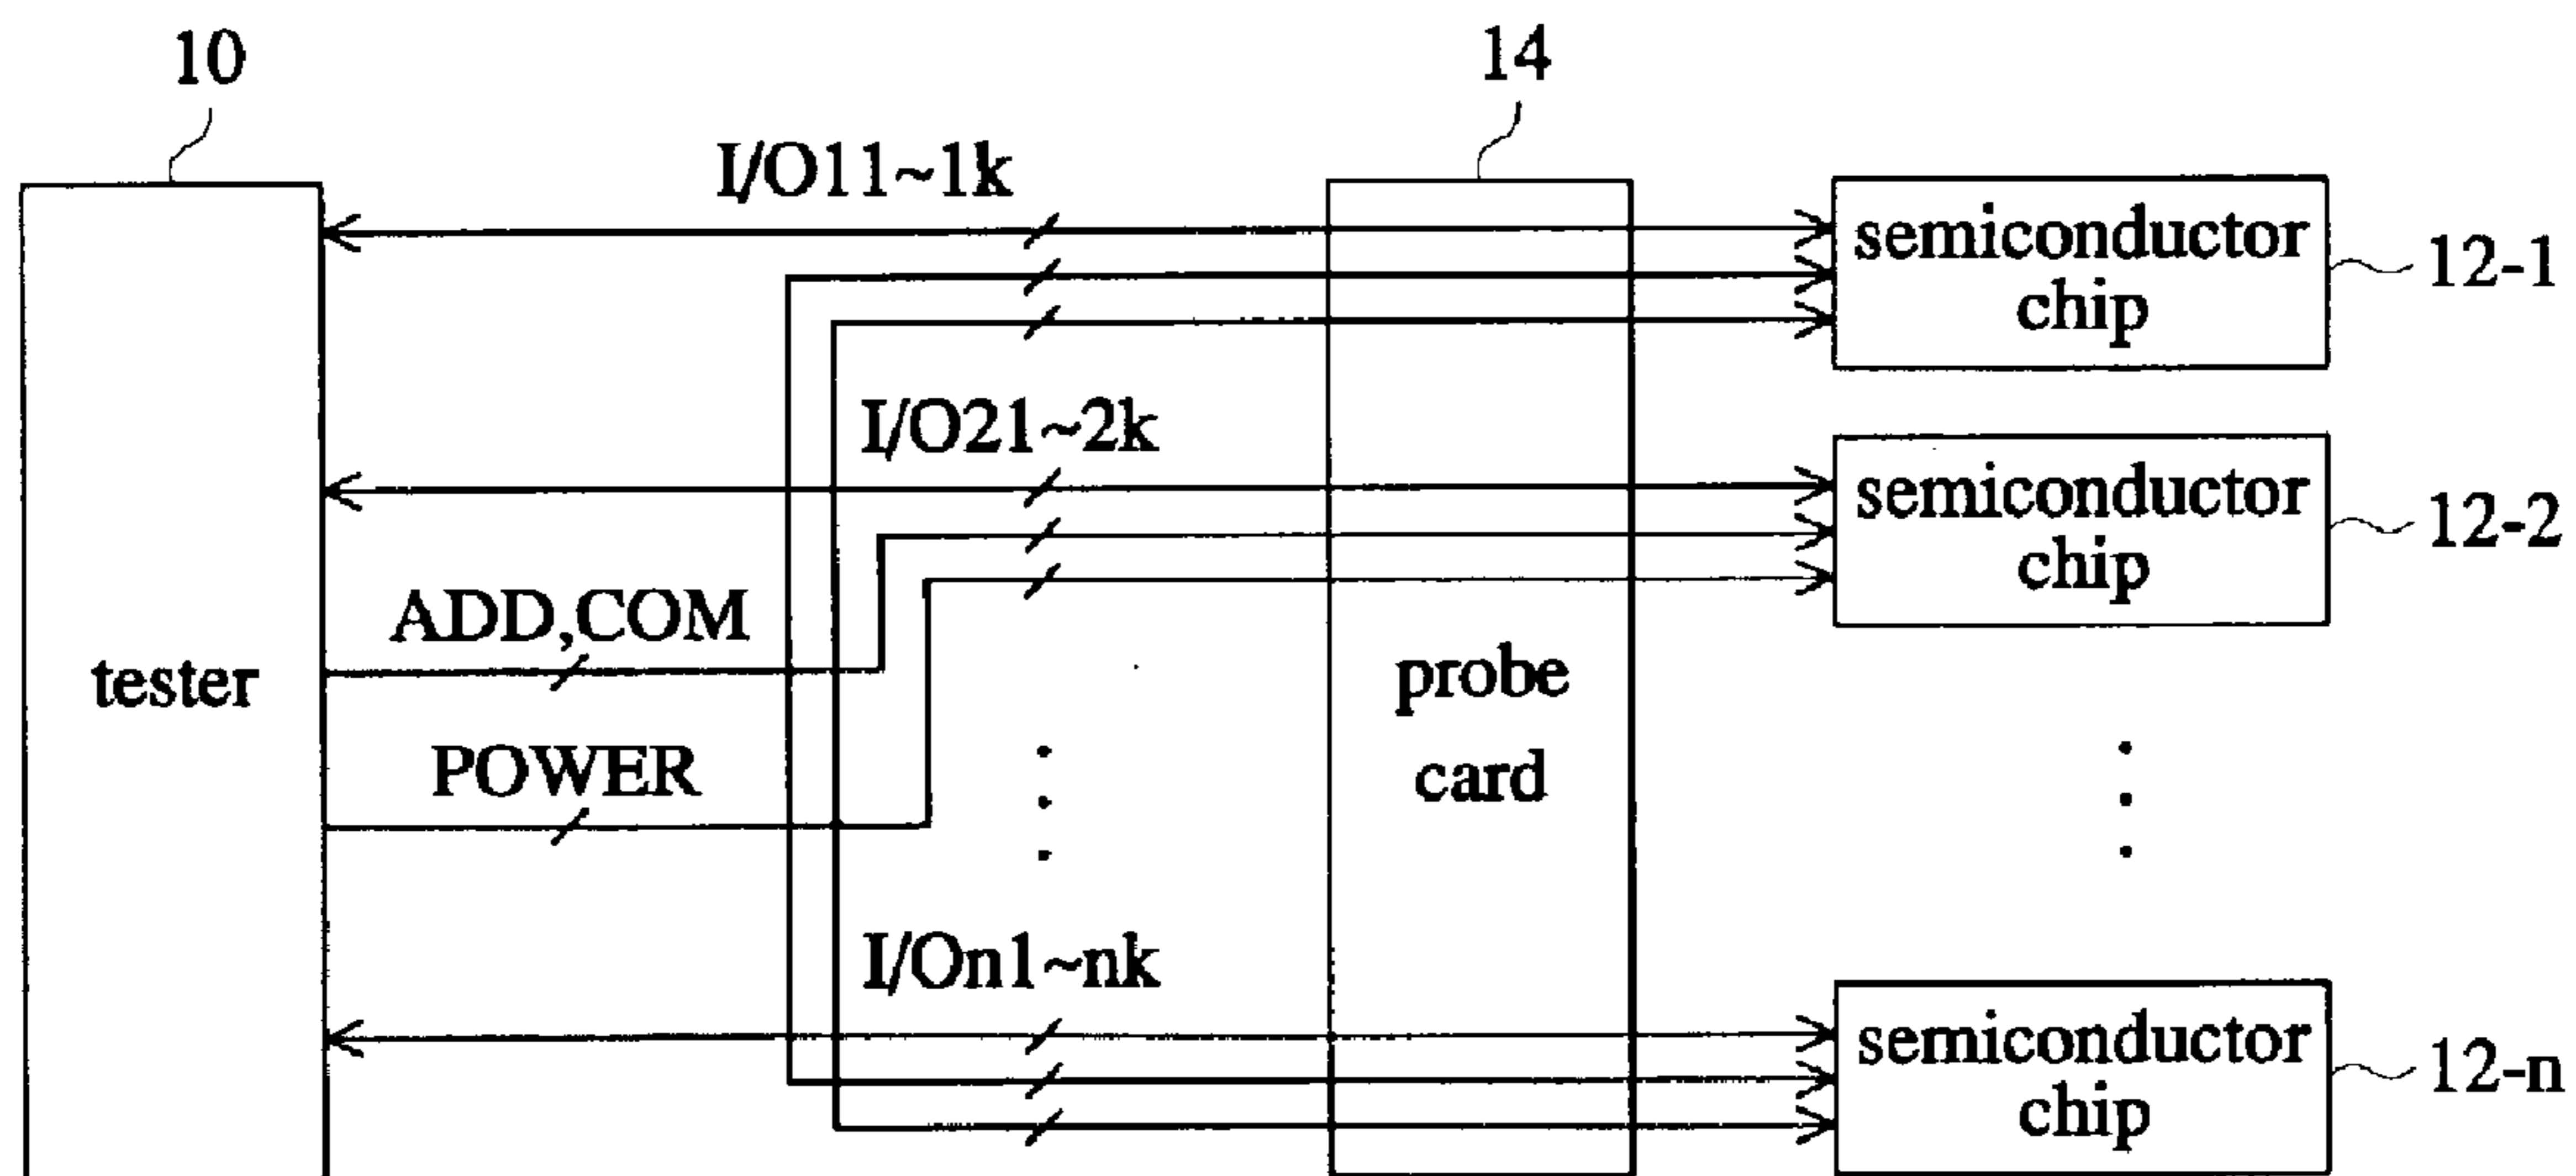 10
14
I/O11~1k
semiconductor
chip
12-1
I/O21~2k
semiconductor
chip
12-2
ADD,COM
tester
probe
card
POWER
I/On1~nk
semiconductor
chip
12-n